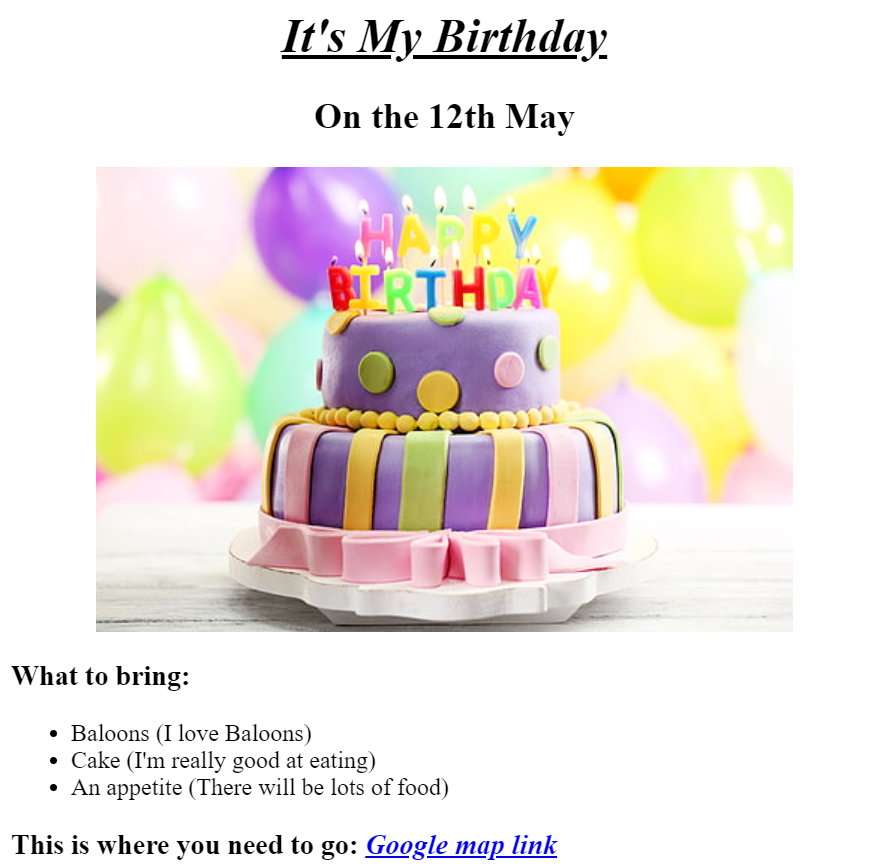 It's My Birthday
On the 12th May
HAPPY
BIRTHDAY
What to bring:
Baloons (I love Baloons)
Cake (I'm really good at eating)
An appetite (There will be lots of food)
This is where you need to go: Google map link